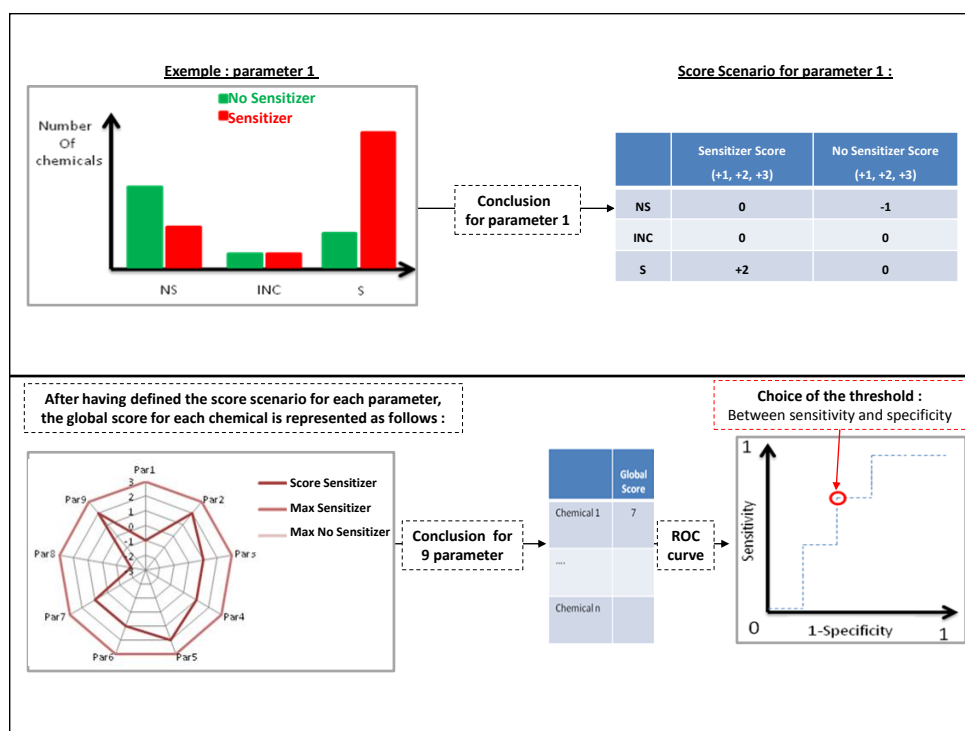 Exemple : parameter 1
Score Scenario for parameter 1 :
No Sensitizer
Sensitizer
Number
Of
chemicals
NS
INC
S
Conclusion
for parameter 1
Sensitizer Score
(+1, +2, +3)
No Sensitizer Score
(+1, +2, +3)
NS 0 -1
INC 0 0
S +2 0
After having defined the score scenario for each parameter,
the global score for each chemical is represented as follows :
Par1
Par2
Par3
Par4
Par5
Par6
Par7
Par8
Par9
3
2
1
0
-1
-2
-3
Score Sensitizer
Max Sensitizer
Max No Sensitizer
Conclusion for
9 parameter
Global
Score
Chemical 1 7
....
Chemical n
ROC
curve
Choice of the threshold :
Between sensitivity and specificity
1
Sensitivity
0
1-Specificity
1